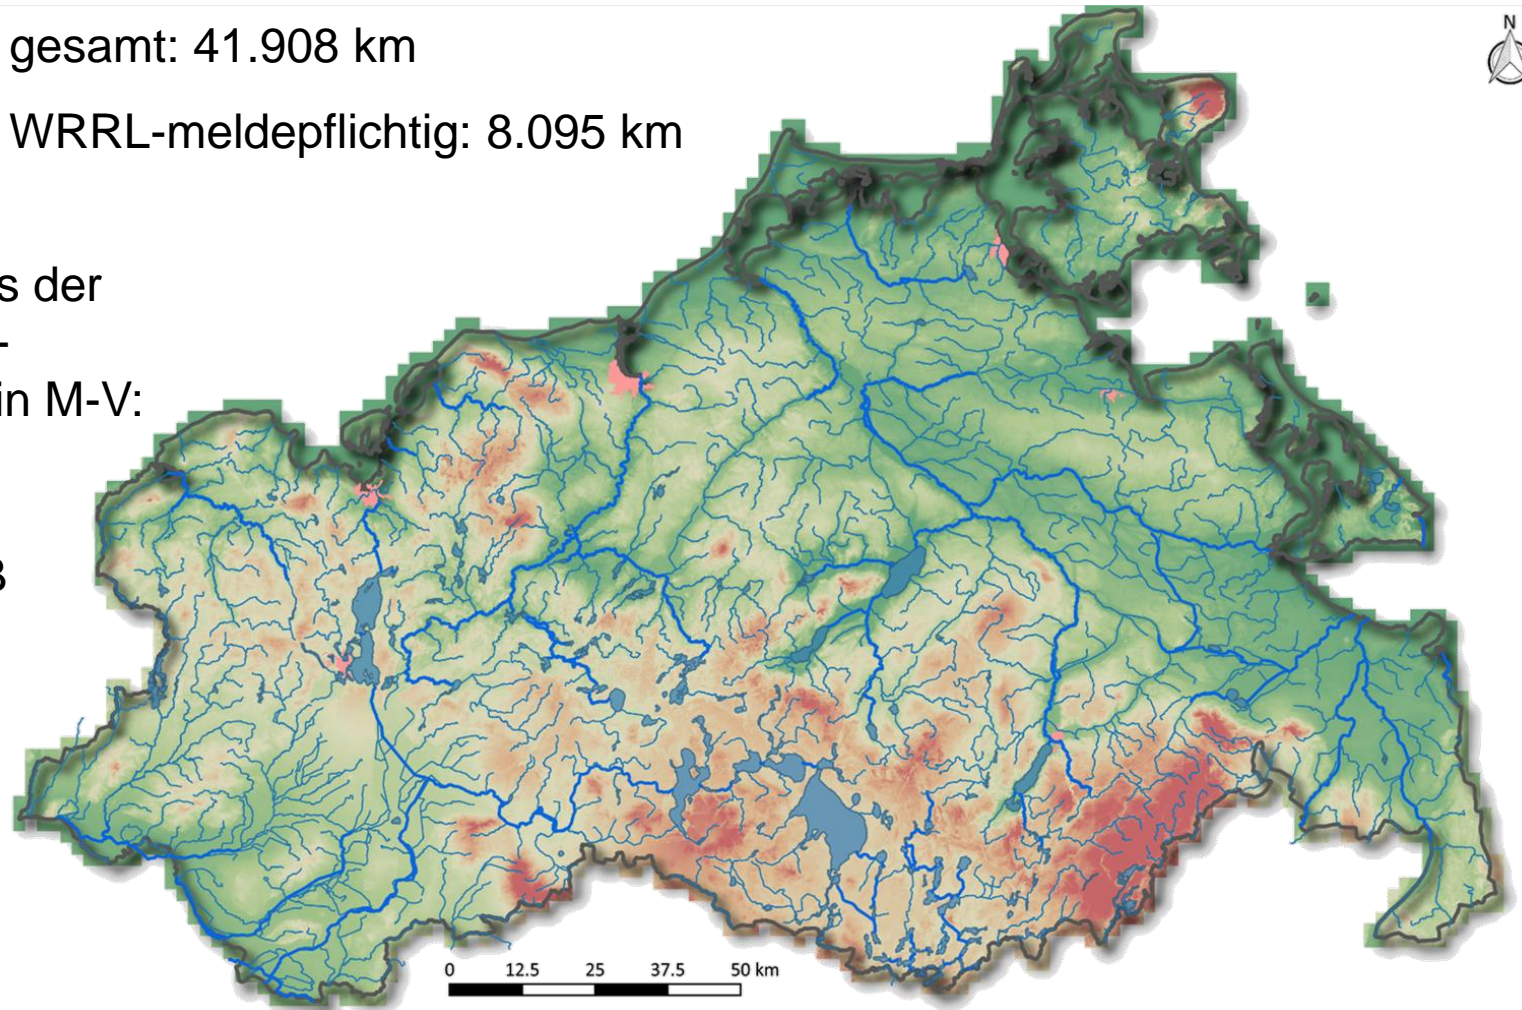 gesamt: 41.908 km
N
WRRL-meldepflichtig: 8.095 km
s der
-
in M-V:
0 12.5 25 37.5 50 km